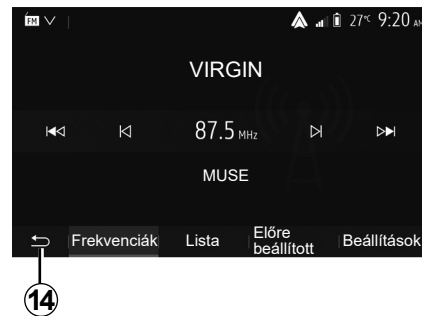 FM 27°C 9:20 AM
VIRGIN
87.5 MHz
MUSE
Frekvenciák Lista Előre beállított Beállítások
14